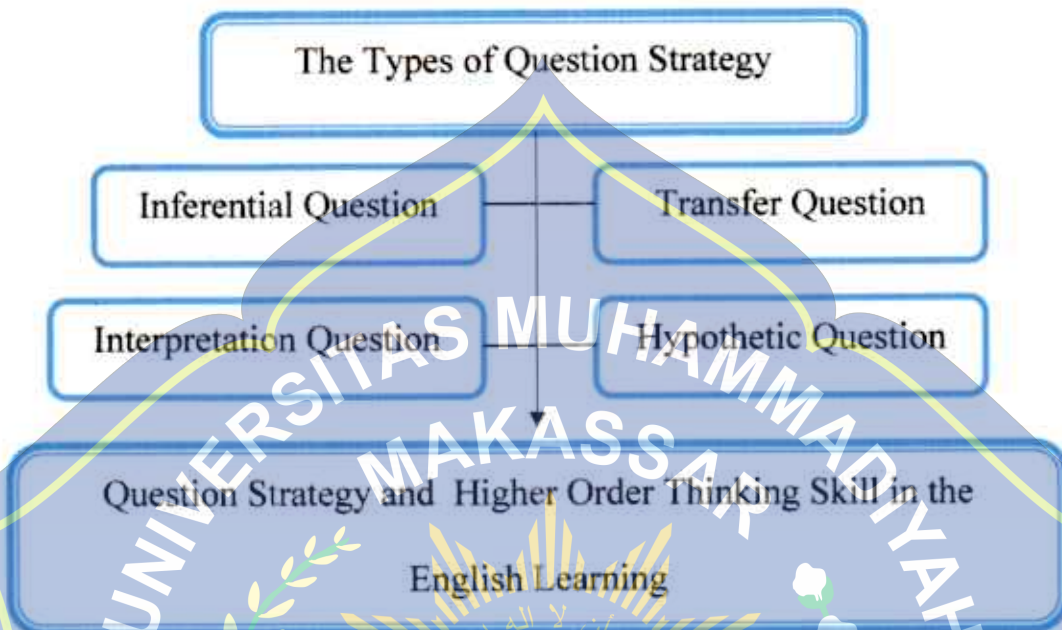 The Types of Question Strategy
Inferential Question
Transfer Question
Interpretation Question
Hypothetic Question
UNIVERSITAS MUHAMMADIYAH
MAKASSAR
Question Strategy and Higher Order Thinking Skill in the
English Learning